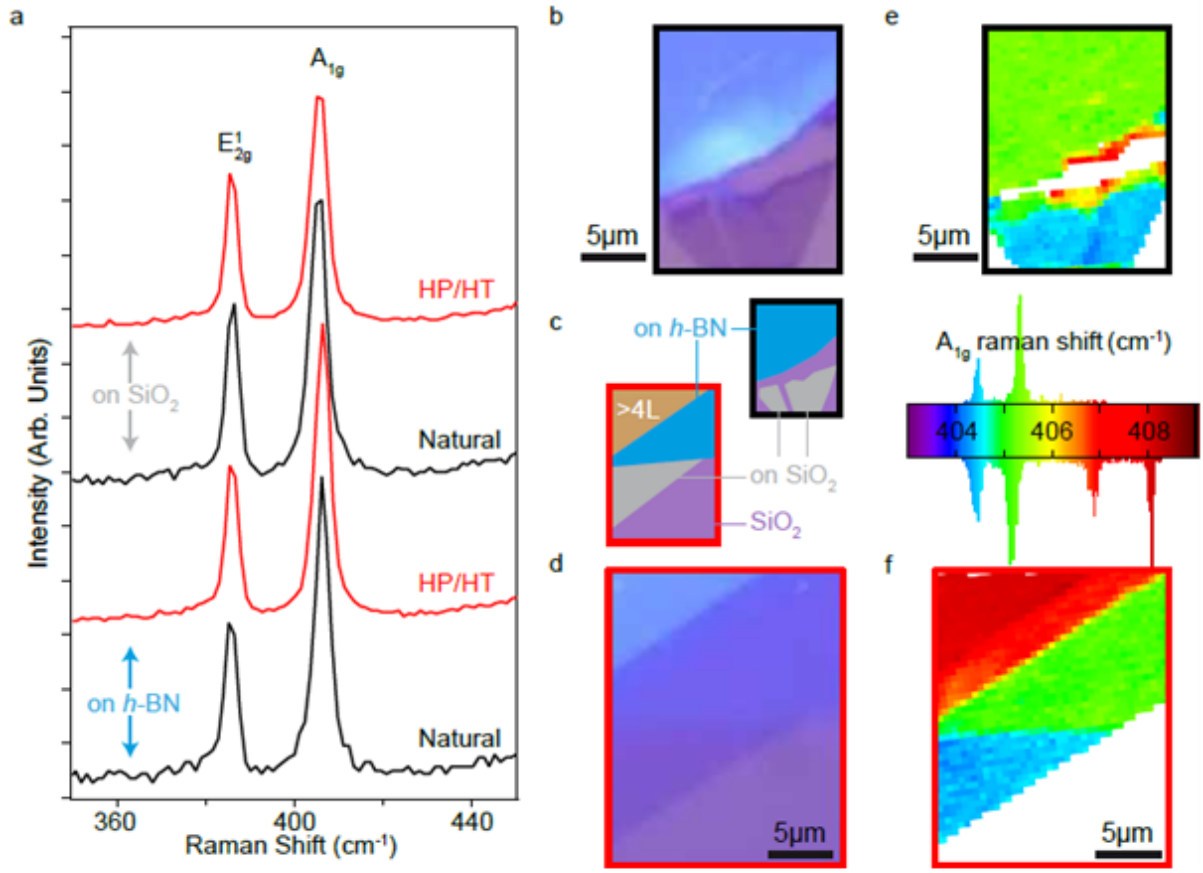 a
Intensity (Arb. Units)
E¹₂g
A₁g
HP/HT
on SiO₂
Natural
HP/HT
on h-BN
Natural
360
400
440
Raman Shift (cm⁻¹)
b
5µm
c
on h-BN
>4L
on SiO₂
SiO₂
d
5µm
e
5µm
A₁g raman shift (cm⁻¹)
404
406
408
f
5µm